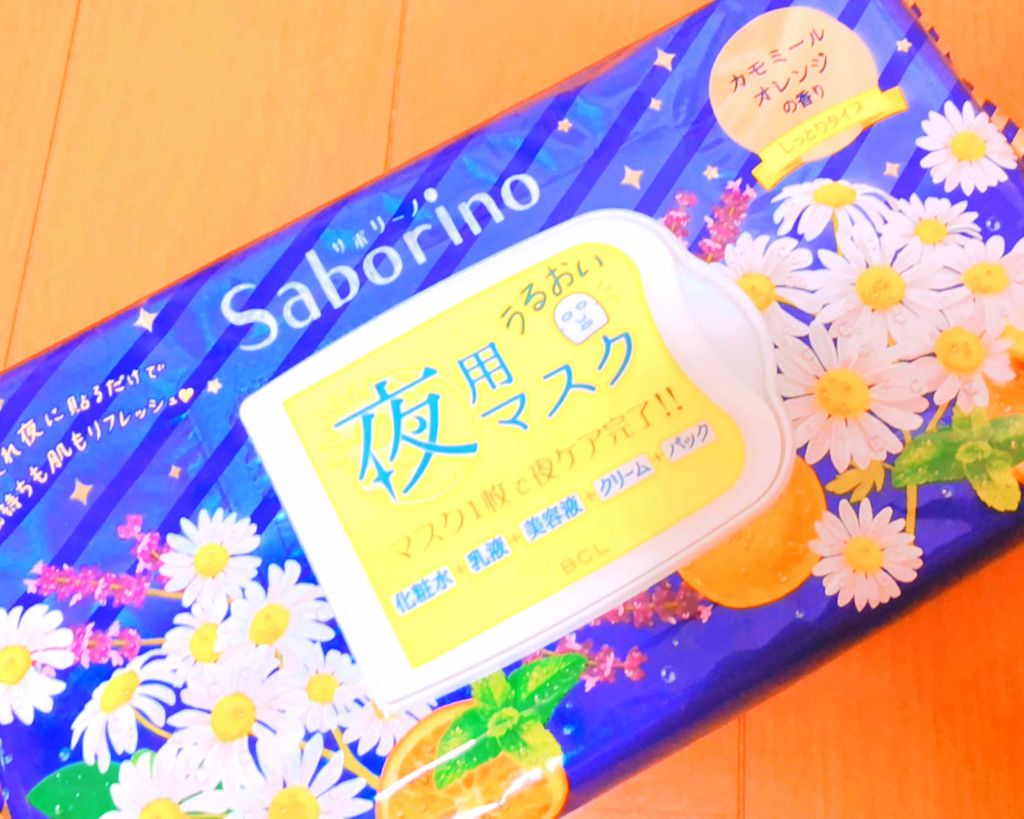 カモミール
オレンジ
の香り
しっとりタイプ
サボリーノ
Saborino
れ夜に貼るだけで
持ちも肌もリフレッシュ
うるおい
夜用
マスク
マスク1枚で夜ケア完了!!
化粧水+乳液+美容液+クリーム+パック
BCL